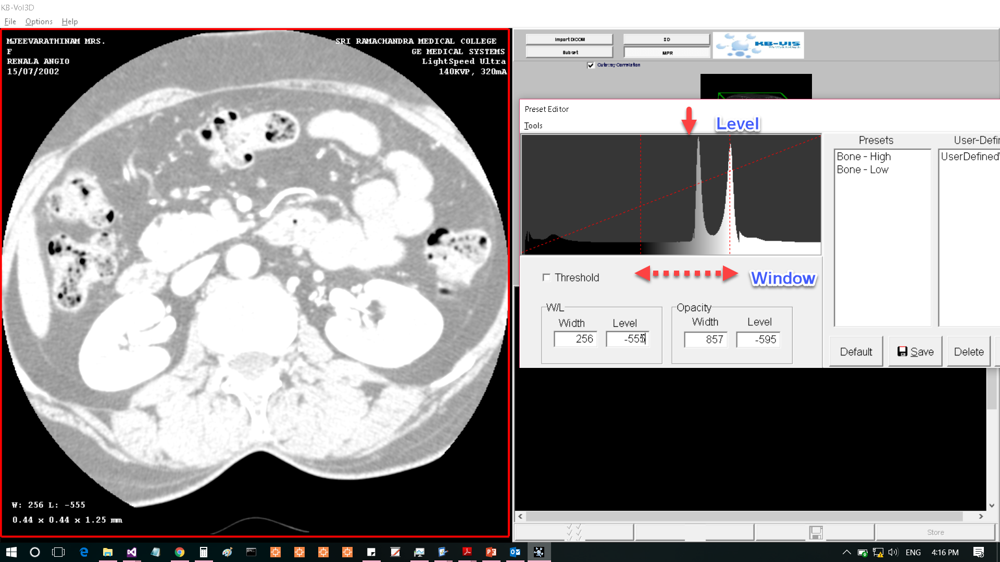 KB-Vol3D
File Options Help
MJEEVARATHINAM MRS.
F
RENALA ANGIO
15/07/2002
SRI RAMACHANDRA MEDICAL COLLEGE
GE MEDICAL SYSTEMS
LightSpeed Ultra
140KVP, 320mA
W: 256 L: -555
0.44 x 0.44 x 1.25 mm
Import DICOM
Subset
MPR
KB-VIS
Cutaway Correlation
Preset Editor
Tools
Level
Window
Threshold
W/L
Width Level
256 -555
Opacity
Width Level
857 -595
Presets
Bone - High
Bone - Low
User-Defin
UserDefined
Default Save Delete
Store
ENG 4:16 PM